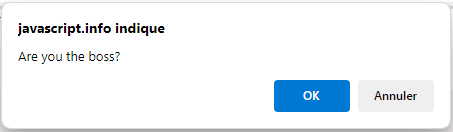 javascript.info indique
Are you the boss?
OK Annuler